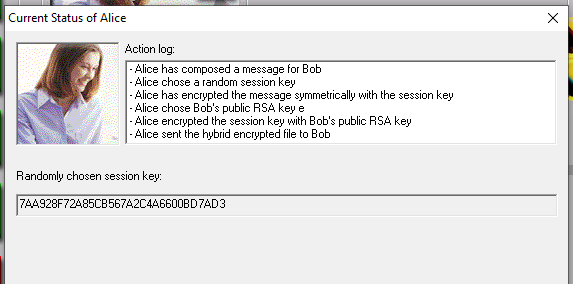 Current Status of Alice
Action log:
- Alice has composed a message for Bob
- Alice chose a random session key
- Alice has encrypted the message symmetrically with the session key
- Alice chose Bob's public RSA key e
- Alice encrypted the session key with Bob's public RSA key
- Alice sent the hybrid encrypted file to Bob
Randomly chosen session key:
7AA928F72A85CB567A2C4A6600BD7AD3